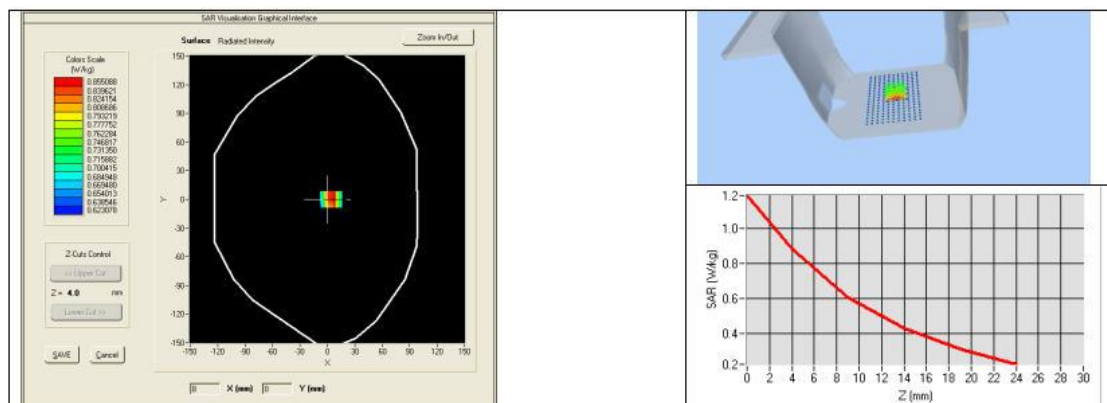 SAR Visualisation Graphical Interface
Surface Radiated Intensity
Zoom In/Out
Colors Scale
(W/kg)
0.855088
0.839621
0.824154
0.808686
0.793219
0.777752
0.762284
0.746817
0.731350
0.715882
0.700415
0.684948
0.669480
0.654013
0.638546
0.623078
Z-Cuts Control
<< Upper Cut
Z = 4.0 mm
Lower Cut >>
SAVE Cancel
150
120
90
60
30
0
-30
-60
-90
-120
-150
Y
-150 -120 -90 -60 -30 0 30 60 90 120 150
X
0 X (mm) 0 Y (mm)
SAR (W/kg)
1.2
1.0
0.8
0.6
0.4
0.2
0 2 4 6 8 10 12 14 16 18 20 22 24 26 28 30
Z (mm)